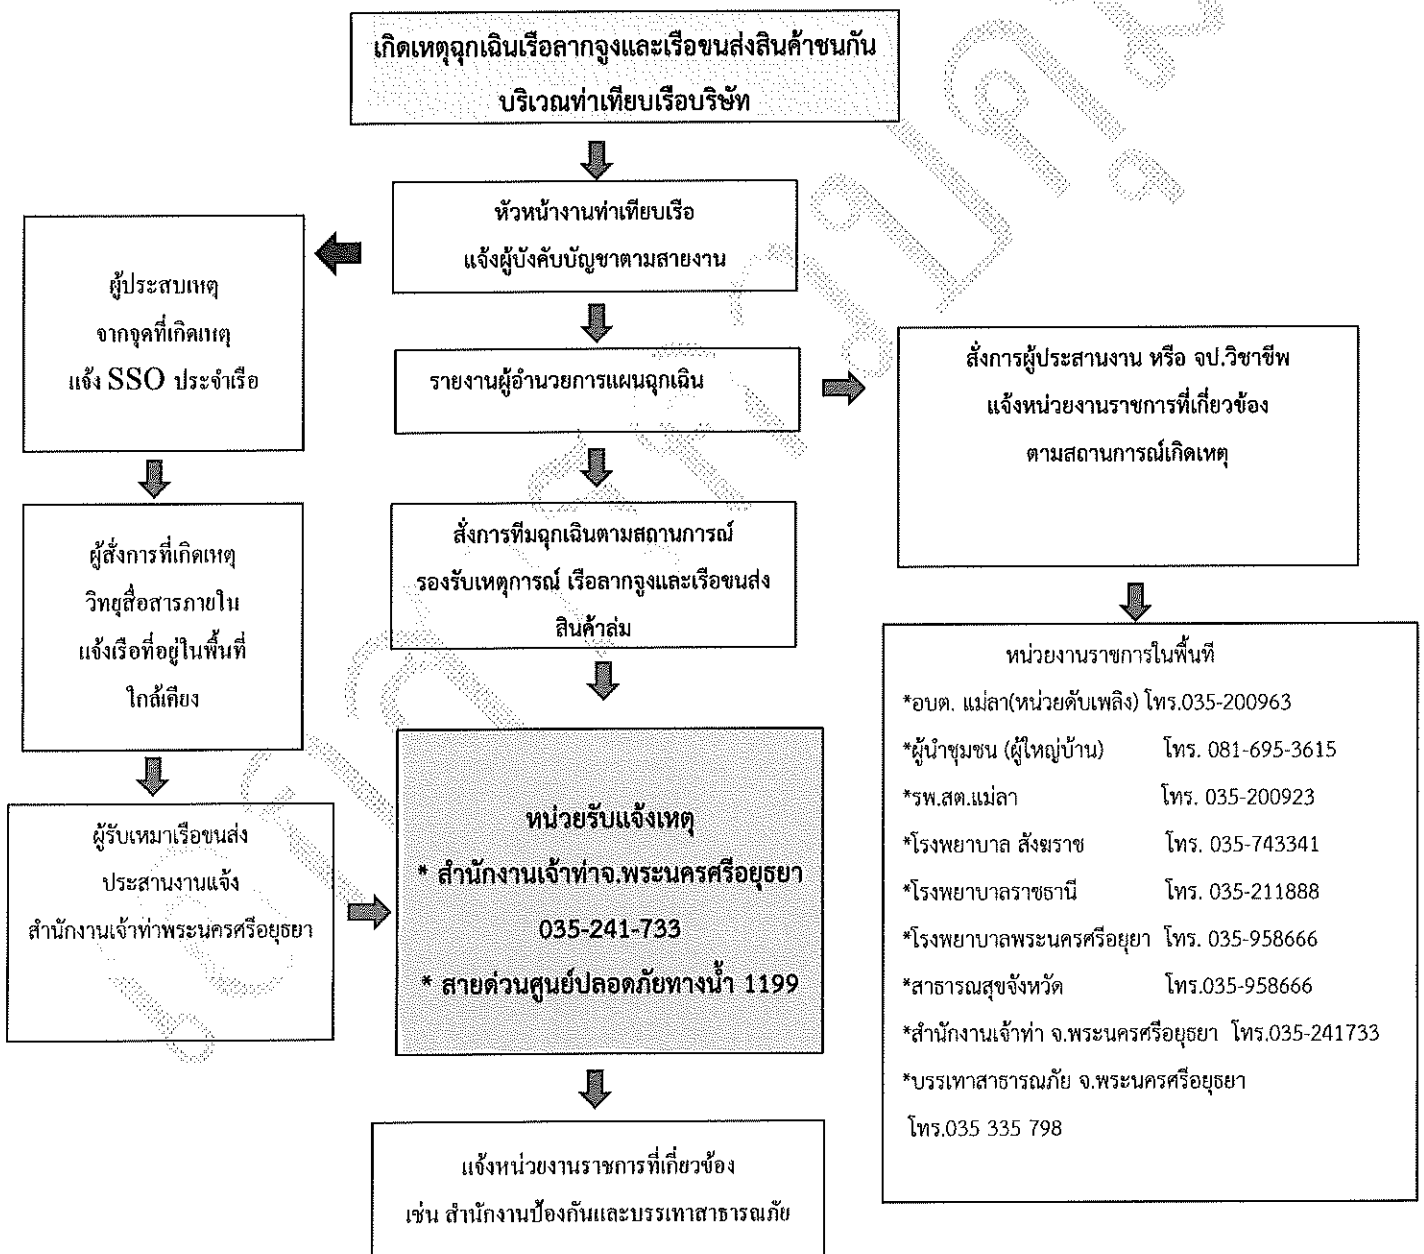 เกิดเหตุฉุกเฉินเรือลากจูงและเรือขนส่งสินค้าชนกัน
บริเวณท่าเทียบเรือบริษัท
หัวหน้างานท่าเทียบเรือ
แจ้งผู้บังคับบัญชาตามสายงาน
ผู้ประสบเหตุ
จากจุดที่เกิดเหตุ
แจ้ง SSO ประจำเรือ
รายงานผู้อำนวยการแผนฉุกเฉิน
สั่งการผู้ประสานงาน หรือ จป.วิชาชีพ
แจ้งหน่วยงานราชการที่เกี่ยวข้อง
ตามสถานการณ์เกิดเหตุ
ผู้สั่งการที่เกิดเหตุ
วิทยุสื่อสารภายใน
แจ้งเรือที่อยู่ในพื้นที่
ใกล้เคียง
สั่งการทีมฉุกเฉินตามสถานการณ์
รองรับเหตุการณ์ เรือลากจูงและเรือขนส่ง
สินค้าล่ม
ผู้รับเหมาเรือขนส่ง
ประสานงานแจ้ง
สำนักงานเจ้าท่าพระนครศรีอยุธยา
หน่วยรับแจ้งเหตุ
* สำนักงานเจ้าท่าจ.พระนครศรีอยุธยา
035-241-733
* สายด่วนศูนย์ปลอดภัยทางน้ำ 1199
หน่วยงานราชการในพื้นที่
*อบต. แม่ลา(หน่วยดับเพลิง) โทร.035-200963
*ผู้นำชุมชน (ผู้ใหญ่บ้าน) โทร. 081-695-3615
*รพ.สต.แม่ลา โทร. 035-200923
*โรงพยาบาล สังฆราช โทร. 035-743341
*โรงพยาบาลราชธานี โทร. 035-211888
*โรงพยาบาลพระนครศรีอยุยา โทร. 035-958666
*สาธารณสุขจังหวัด โทร.035-958666
*สำนักงานเจ้าท่า จ.พระนครศรีอยุธยา โทร.035-241733
*บรรเทาสาธารณภัย จ.พระนครศรีอยุธยา
โทร.035 335 798
แจ้งหน่วยงานราชการที่เกี่ยวข้อง
เช่น สำนักงานป้องกันและบรรเทาสาธารณภัย